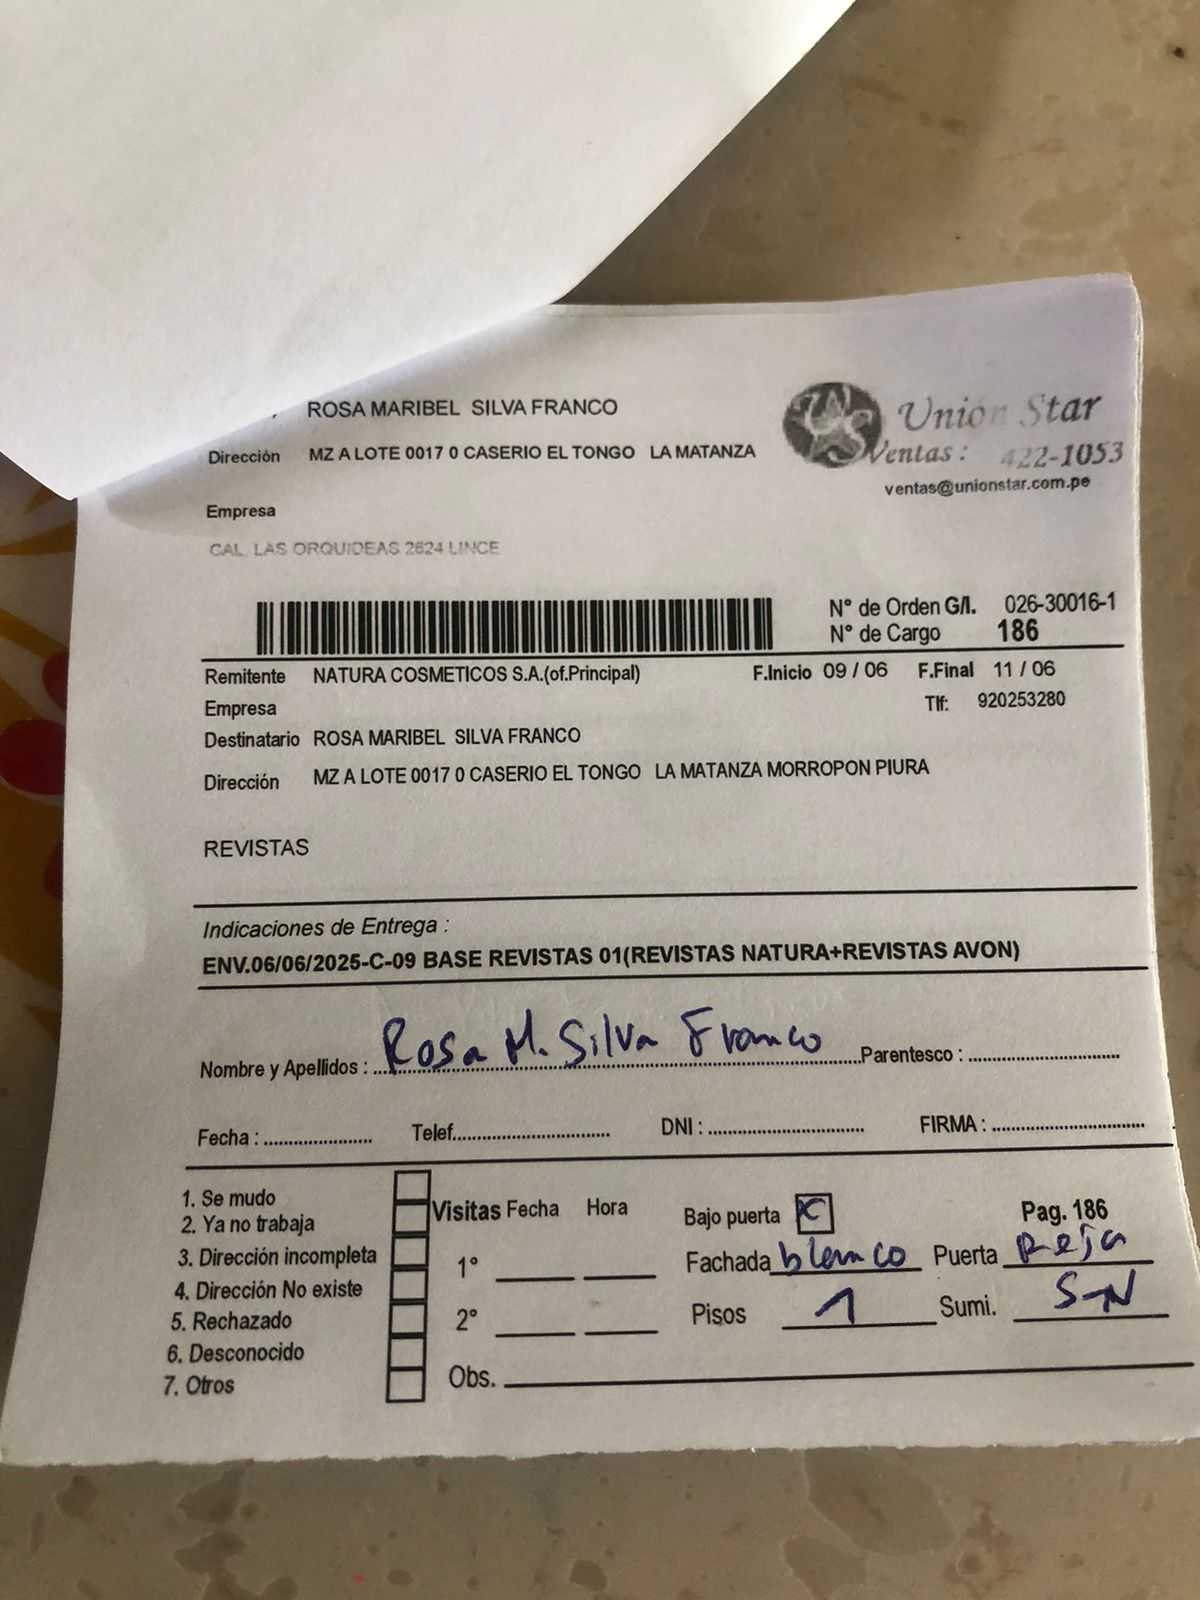 ROSA MARIBEL SILVA FRANCO
Unión Star
Dirección MZ A LOTE 0017 0 CASERIO EL TONGO LA MATANZA
Ventas: 422-1053
ventas@unionstar.com.pe
Empresa
CAL. LAS ORQUIDEAS 2624 LINCE
N° de Orden G/I. 026-30016-1
N° de Cargo 186
Remitente NATURA COSMETICOS S.A.(of.Principal) F.Inicio 09 / 06 F.Final 11 / 06
Empresa Tlf: 920253280
Destinatario ROSA MARIBEL SILVA FRANCO
Dirección MZ A LOTE 0017 0 CASERIO EL TONGO LA MATANZA MORROPON PIURA
REVISTAS
Indicaciones de Entrega :
ENV.06/06/2025-C-09 BASE REVISTAS 01(REVISTAS NATURA+REVISTAS AVON)
Nombre y Apellidos : Rosa M. Silva Franco Parentesco :
Fecha : Telef. DNI : FIRMA :
1. Se mudo
2. Ya no trabaja
3. Dirección incompleta
4. Dirección No existe
5. Rechazado
6. Desconocido
7. Otros
Visitas Fecha Hora
1°
2°
Obs.
Bajo puerta X Pag. 186
Fachada blanco Puerta Reja
Pisos 1 Sumi. S-N